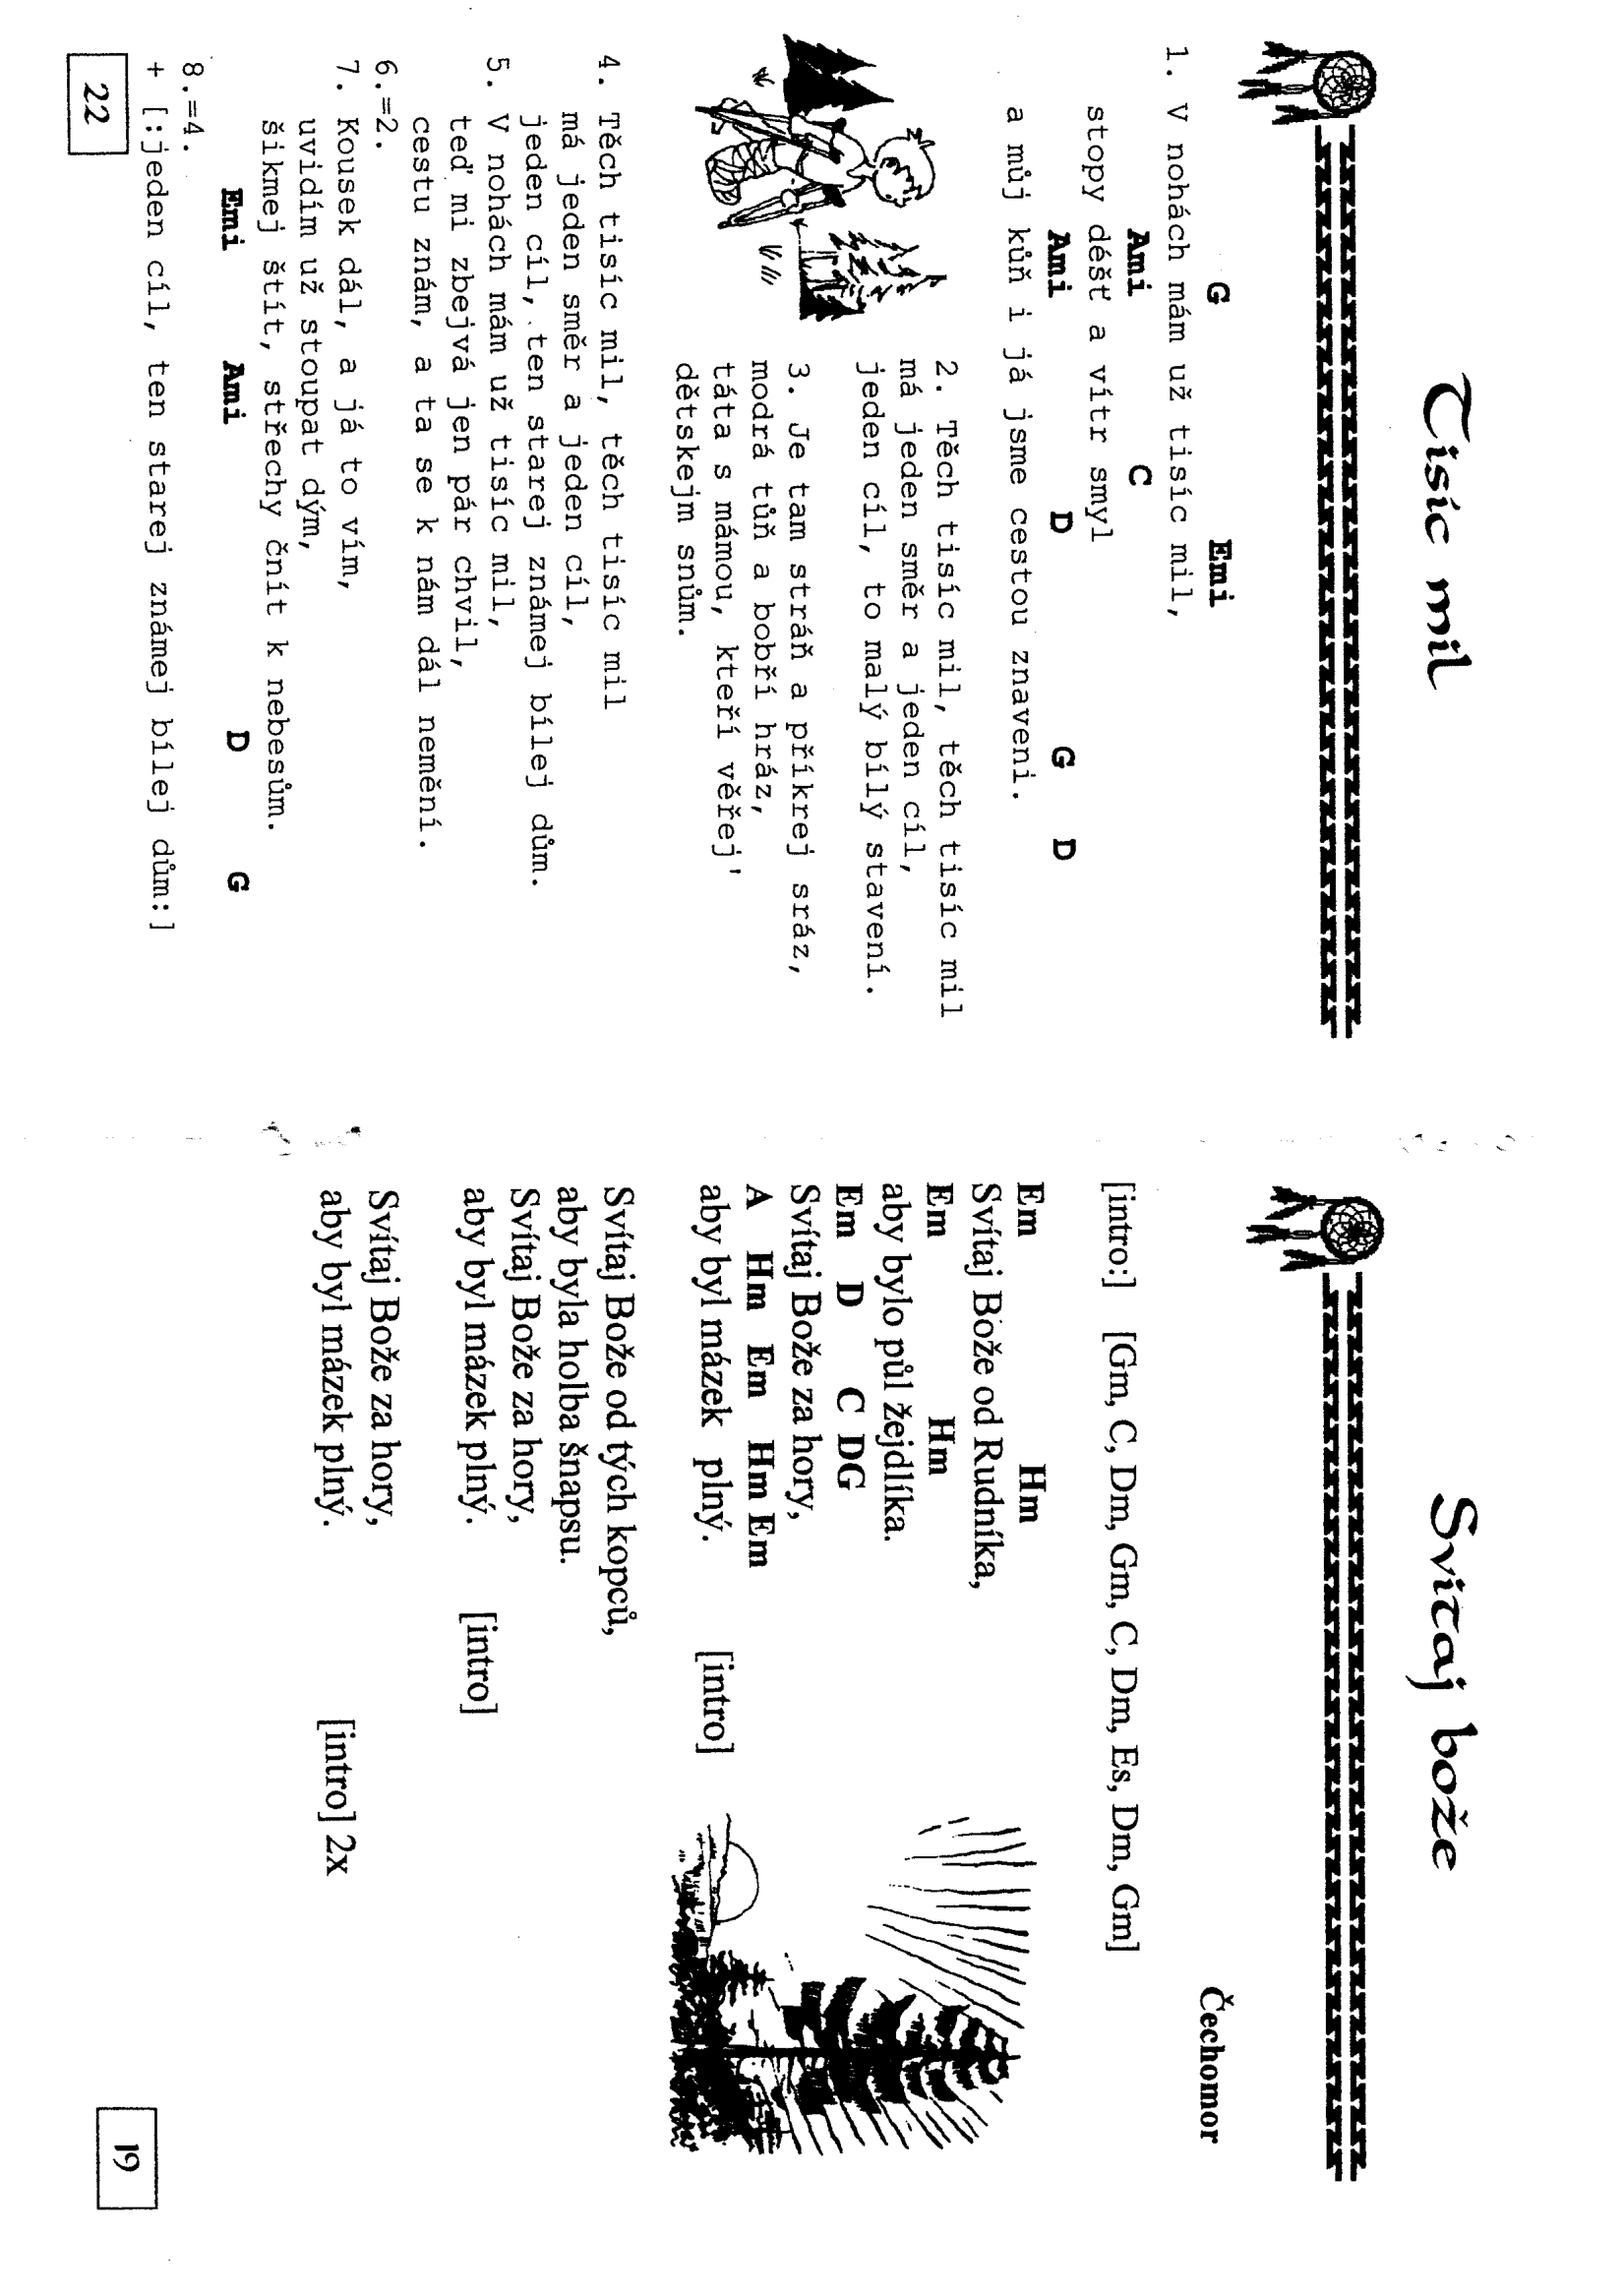 Tisíc mil
G Emi
1. V nohách mám už tisíc mil,
Ami C
stopy déšť a vítr smyl
Ami D G D
a můj kůň i já jsme cestou znaveni.
2. Těch tisíc mil, těch tisíc mil
má jeden směr a jeden cíl,
jeden cíl, to malý bílý stavení.
3. Je tam stráň a příkrej sráz,
modrá tůň a bobří hráz,
táta s mámou, kteří věřej'
dětskejm snům.
4. Těch tisíc mil, těch tisíc mil
má jeden směr a jeden cíl,
jeden cíl, ten starej známej bílej dům.
5. V nohách mám už tisíc mil,
teď mi zbejvá jen pár chvil,
cestu znám, a ta se k nám dál nemění.
6.=2.
7. Kousek dál, a já to vím,
uvidím už stoupat dým,
šikmej štít, střechy čnít k nebesům.
Emi Ami D G
8.=4.
+ [:jeden cíl, ten starej známej bílej dům:]
22
Svítaj bože
Čechomor
[intro:] [Gm, C, Dm, Gm, C, Dm, Es, Dm, Gm]
Em Hm
Svítaj Bože od Rudníka,
Em Hm
aby bylo půl žejdlíka.
Em D C DG
Svítaj Bože za hory,
A Hm Em Hm Em
aby byl mázek plný. [intro]
Svítaj Bože od tých kopců,
aby byla holba šnapsu.
Svítaj Bože za hory,
aby byl mázek plný. [intro]
Svítaj Bože za hory,
aby byl mázek plný. [intro] 2x
19